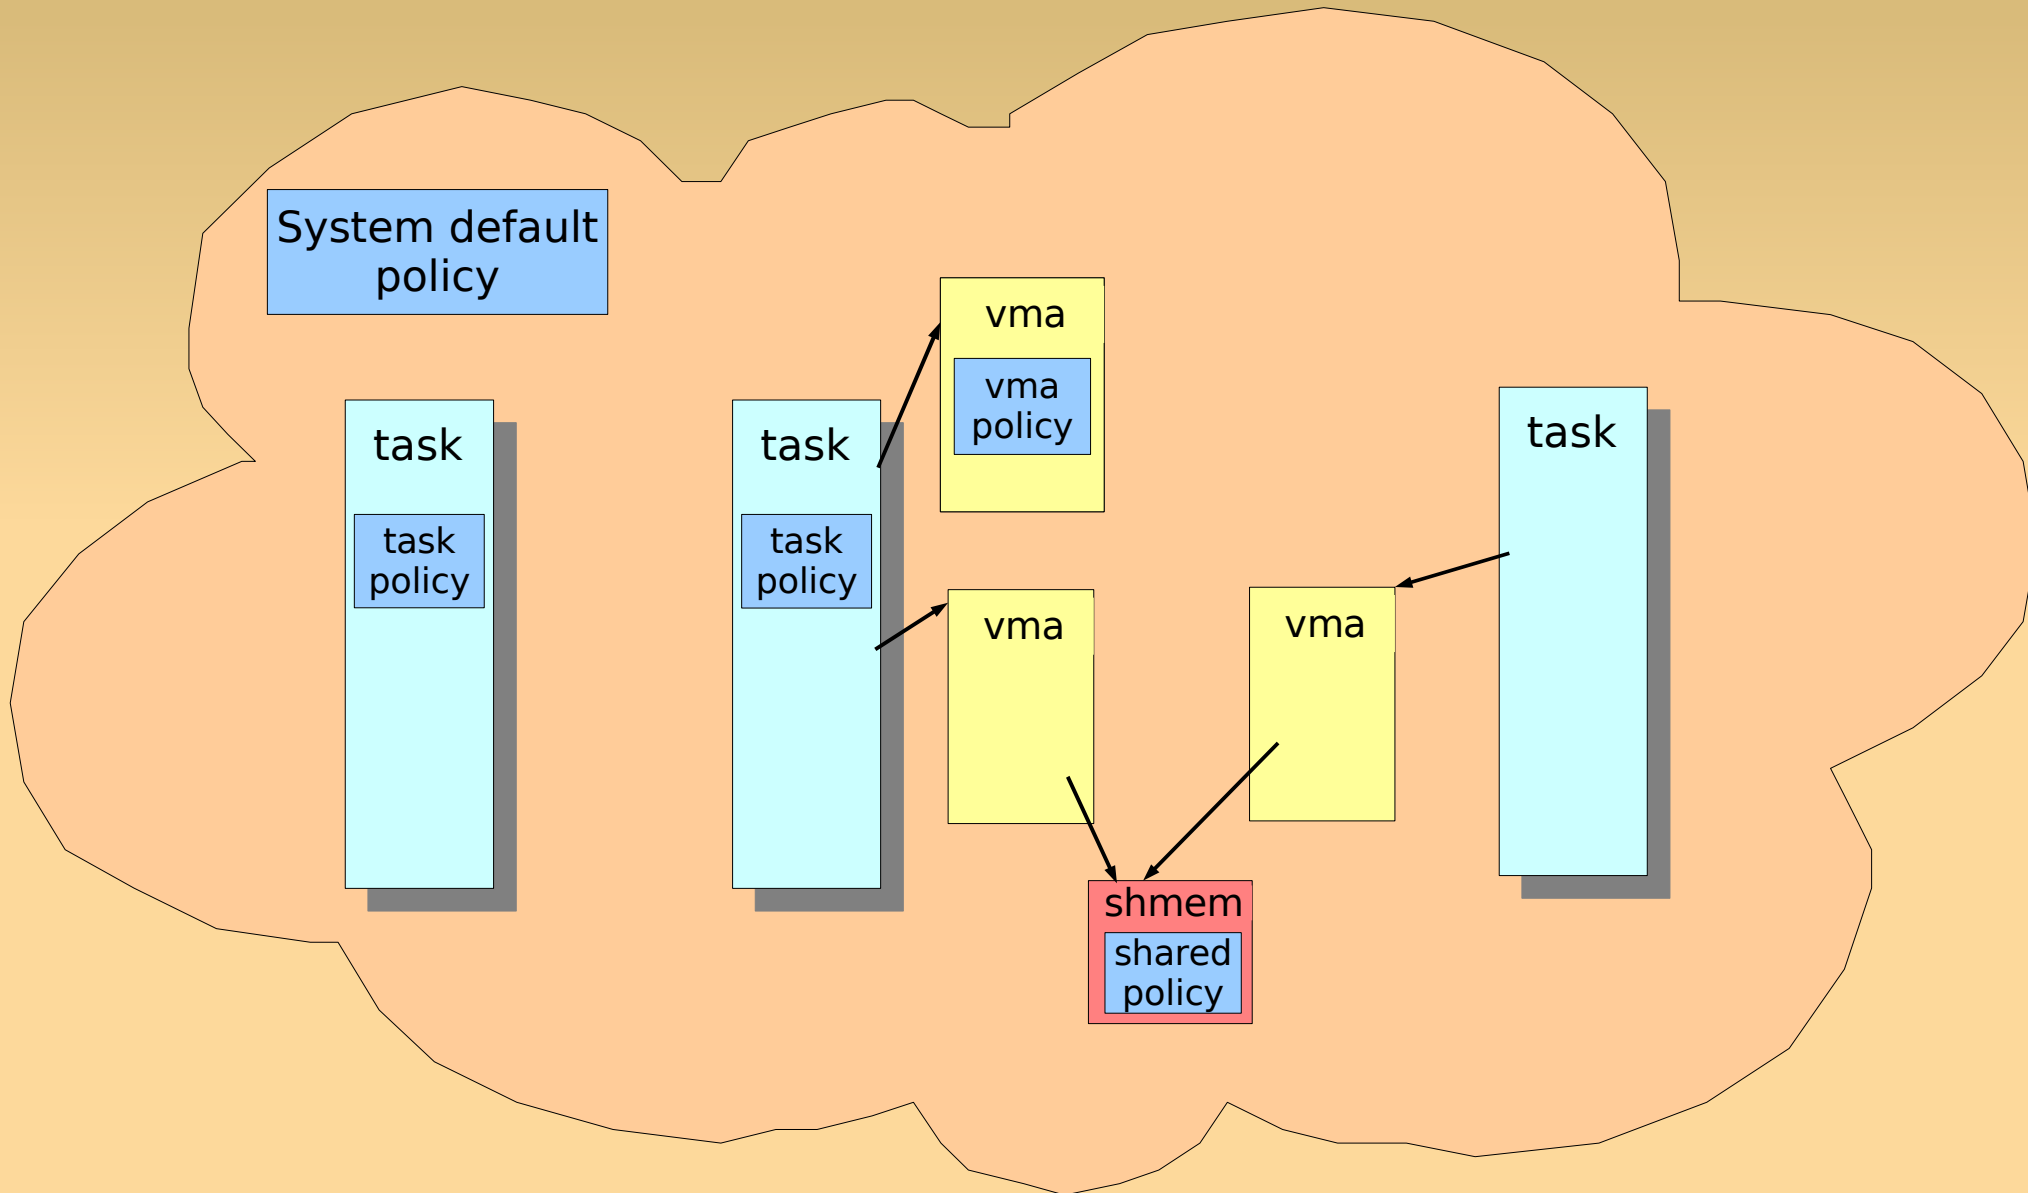 System default
policy
task
task
policy
task
task
policy
vma
vma
policy
vma
vma
task
shmem
shared
policy